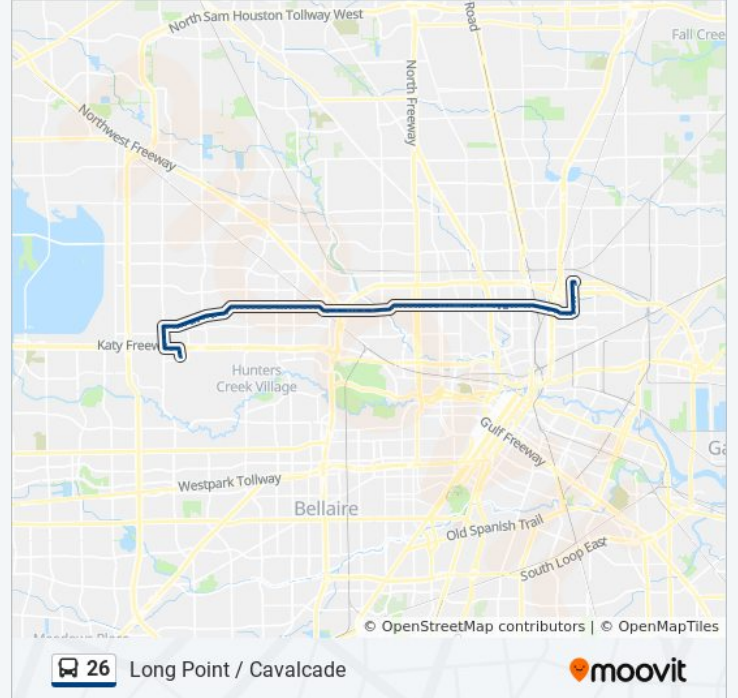 North Sam Houston Tollway West
Road
Fall Cree
North Freeway
Northwest Freeway
Katy Freew
Hunters
Creek Village
Gulf Freeway
Ga
Westpark Tollway
Bellaire
Old Spanish Trail
South Loop East
© OpenStreetMap contributors | © OpenMapTiles
26 Long Point / Cavalcade
moovit